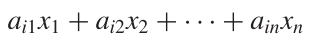 a_{i1}x_1 + a_{i2}x_2 + \cdots + a_{in}x_n